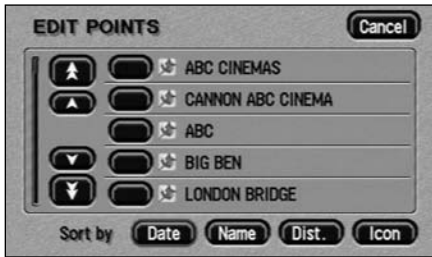 EDIT POINTS Cancel
ABC CINEMAS
CANNON ABC CINEMA
ABC
BIG BEN
LONDON BRIDGE
Sort by Date Name Dist. Icon